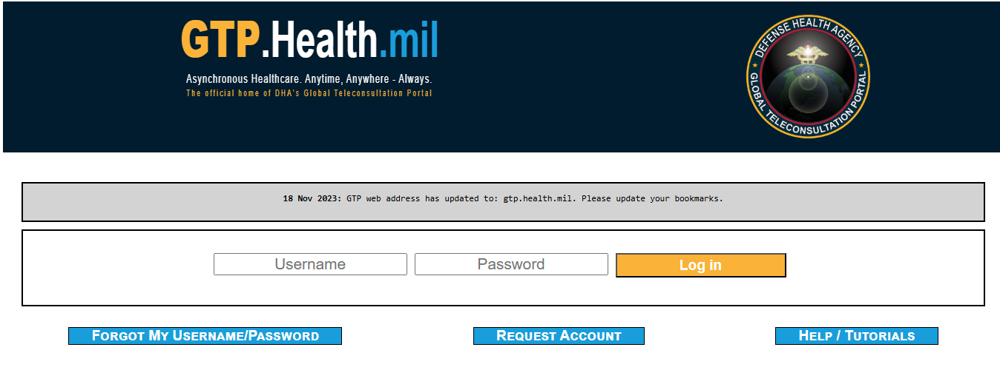 GTP.Health.mil
Asynchronous Healthcare. Anytime, Anywhere - Always.
The official home of DHA's Global Teleconsultation Portal
DEFENSE HEALTH AGENCY
GLOBAL TELECONSULTATION PORTAL
18 Nov 2023: GTP web address has updated to: gtp.health.mil. Please update your bookmarks.
Username Password Log in
Forgot My Username/Password Request Account Help / Tutorials